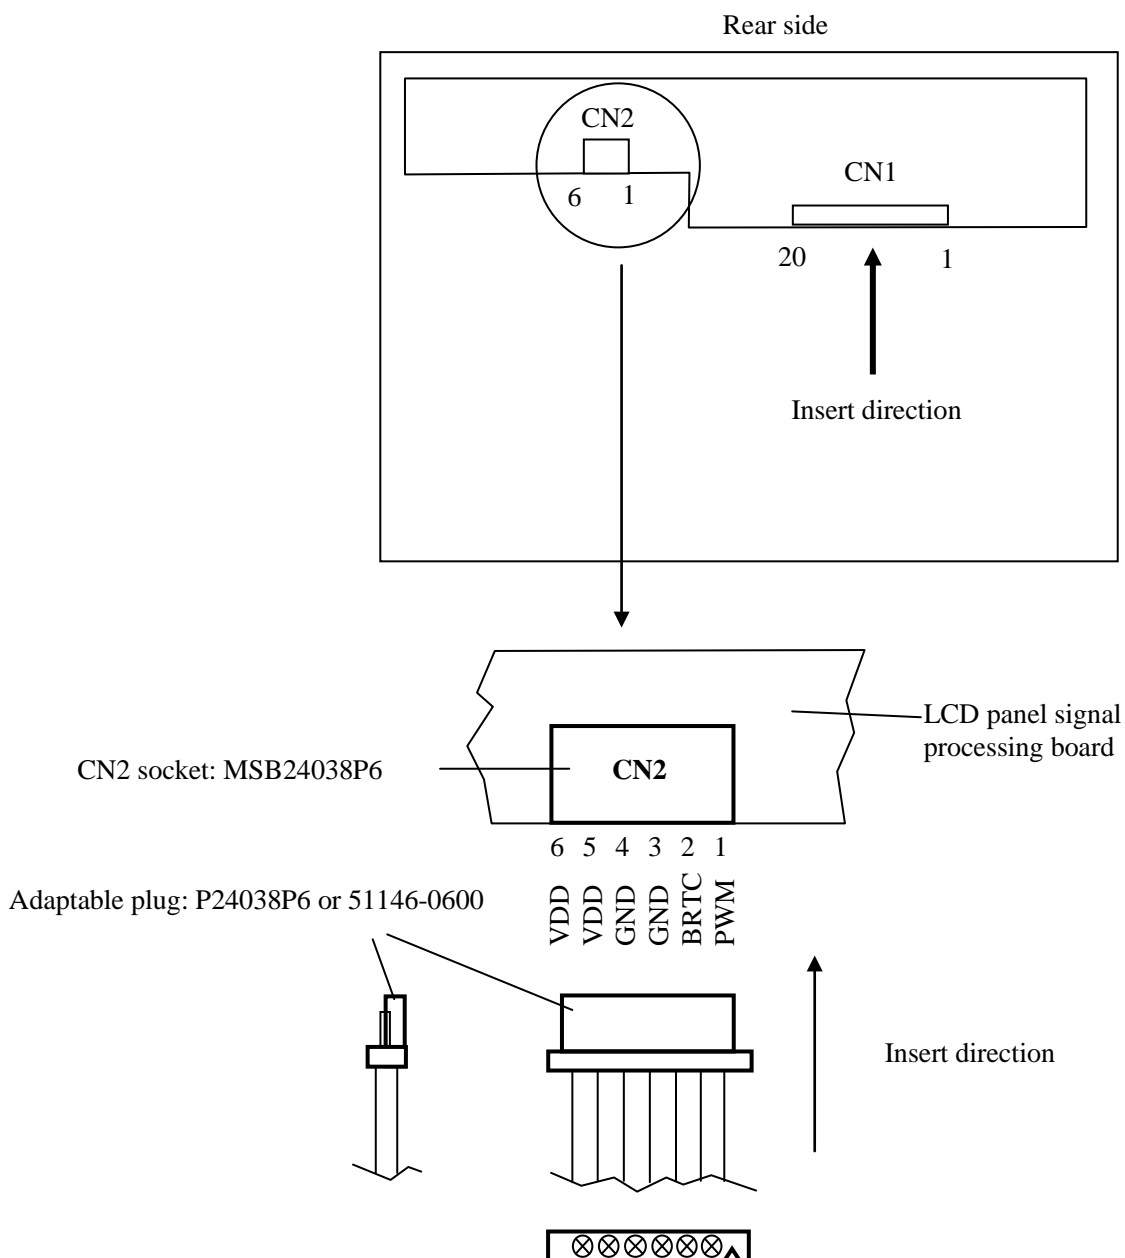 Rear side
CN2
CN1
6 1
20 1
Insert direction
LCD panel signal
processing board
CN2 socket: MSB24038P6
CN2
6 5 4 3 2 1
Adaptable plug: P24038P6 or 51146-0600
VDD
VDD
GND
GND
BRTC
PWM
Insert direction